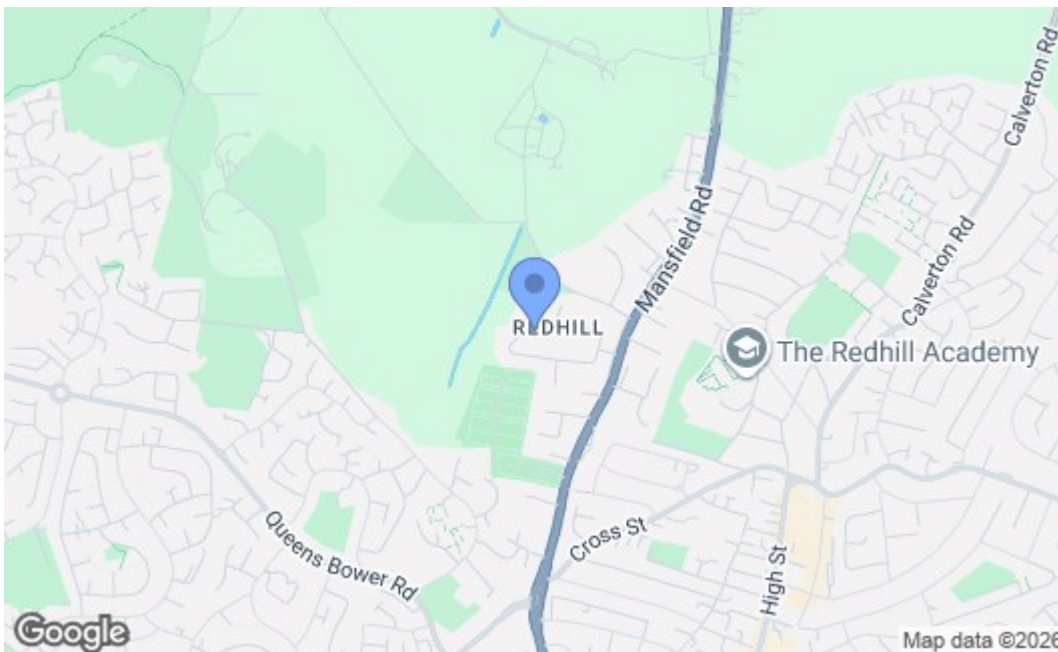 Calverton Rd
Mansfield Rd
Calverton Rd
REDHILL
The Redhill Academy
Queens Bower Rd
Cross St
High St
Google
Map data ©2026